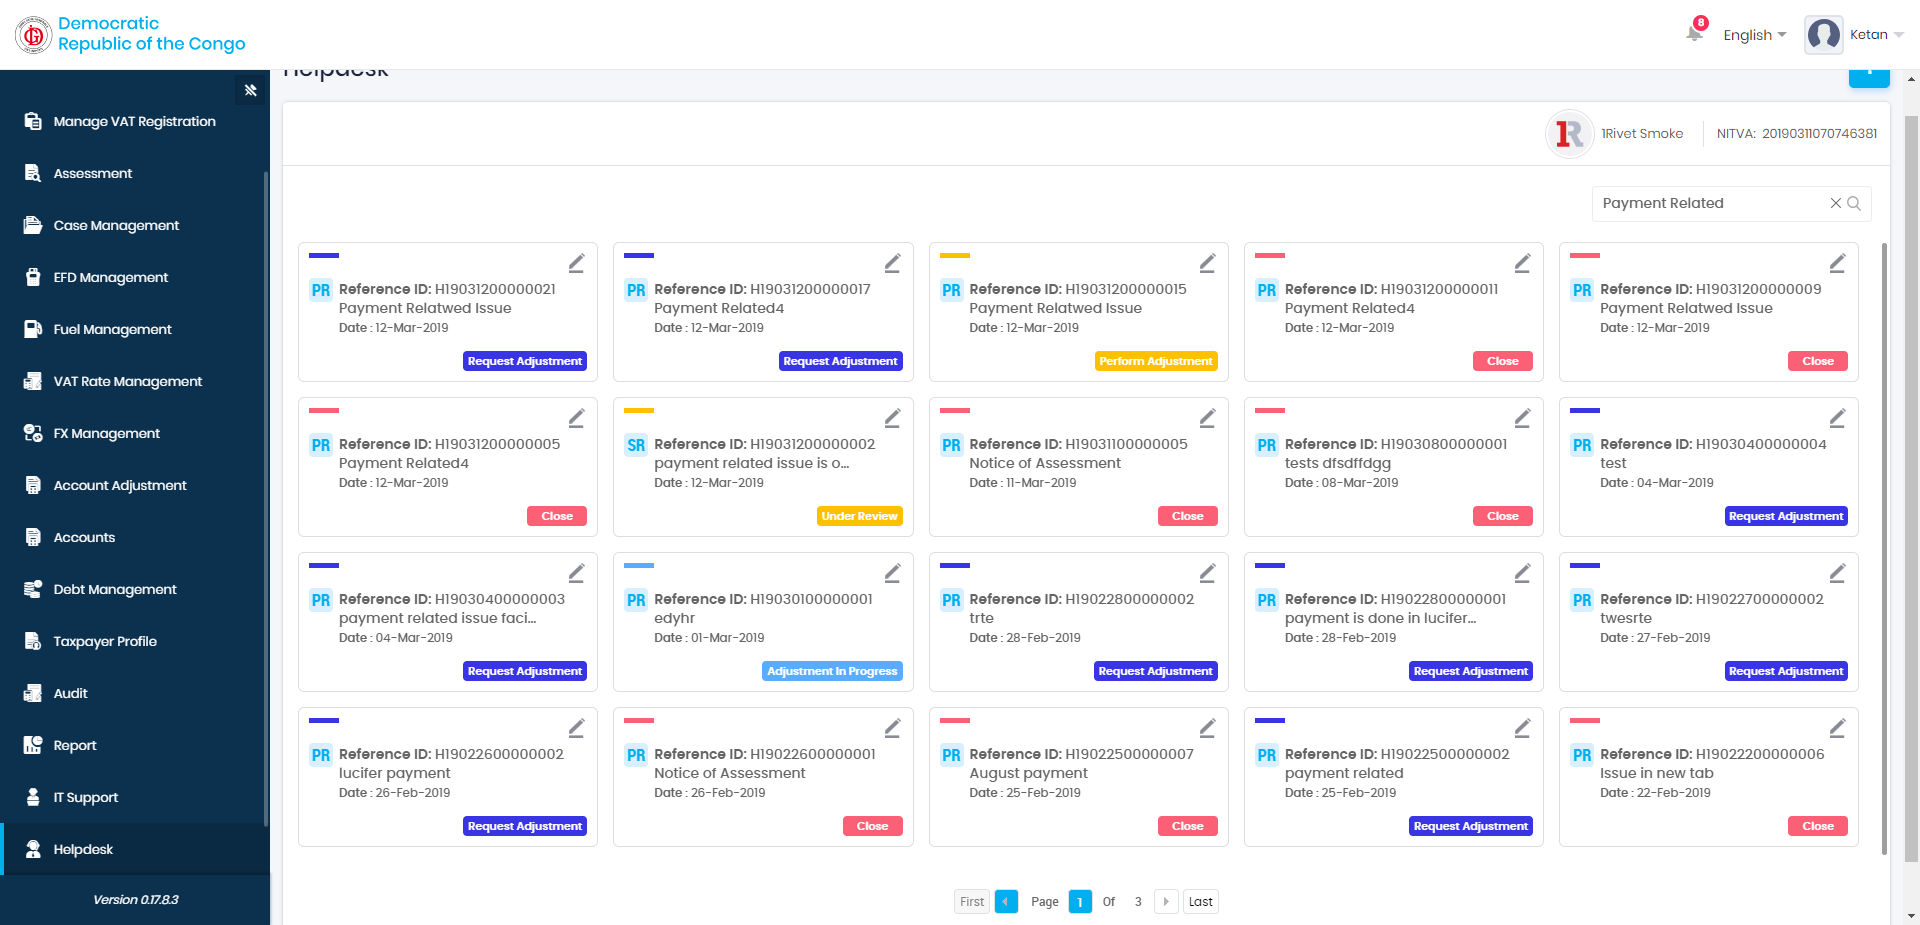 Democratic
Republic of the Congo
8
English
Ketan
Helpdesk
Manage VAT Registration
Assessment
Case Management
EFD Management
Fuel Management
VAT Rate Management
FX Management
Account Adjustment
Accounts
Debt Management
Taxpayer Profile
Audit
Report
IT Support
Helpdesk
Version 0.17.8.3
1R 1Rivet Smoke NITVA: 20190311070746381
Payment Related
PR Reference ID: H19031200000021
Payment Relatwed Issue
Date : 12-Mar-2019
Request Adjustment
PR Reference ID: H19031200000017
Payment Related4
Date : 12-Mar-2019
Request Adjustment
PR Reference ID: H19031200000015
Payment Relatwed Issue
Date : 12-Mar-2019
Perform Adjustment
PR Reference ID: H19031200000011
Payment Related4
Date : 12-Mar-2019
Close
PR Reference ID: H19031200000009
Payment Relatwed Issue
Date : 12-Mar-2019
Close
PR Reference ID: H19031200000005
Payment Related4
Date : 12-Mar-2019
Close
SR Reference ID: H19031200000002
payment related issue is o...
Date : 12-Mar-2019
Under Review
PR Reference ID: H19031100000005
Notice of Assessment
Date : 11-Mar-2019
Close
PR Reference ID: H19030800000001
tests dfsdffdgg
Date : 08-Mar-2019
Close
PR Reference ID: H19030400000004
test
Date : 04-Mar-2019
Request Adjustment
PR Reference ID: H19030400000003
payment related issue faci...
Date : 04-Mar-2019
Request Adjustment
PR Reference ID: H19030100000001
edyhr
Date : 01-Mar-2019
Adjustment In Progress
PR Reference ID: H19022800000002
trte
Date : 28-Feb-2019
Request Adjustment
PR Reference ID: H19022800000001
payment is done in lucifer...
Date : 28-Feb-2019
Request Adjustment
PR Reference ID: H19022700000002
twesrte
Date : 27-Feb-2019
Request Adjustment
PR Reference ID: H19022600000002
lucifer payment
Date : 26-Feb-2019
Request Adjustment
PR Reference ID: H19022600000001
Notice of Assessment
Date : 26-Feb-2019
Close
PR Reference ID: H19022500000007
August payment
Date : 25-Feb-2019
Close
PR Reference ID: H19022500000002
payment related
Date : 25-Feb-2019
Request Adjustment
PR Reference ID: H19022200000006
Issue in new tab
Date : 22-Feb-2019
Close
First Page 1 Of 3 Last